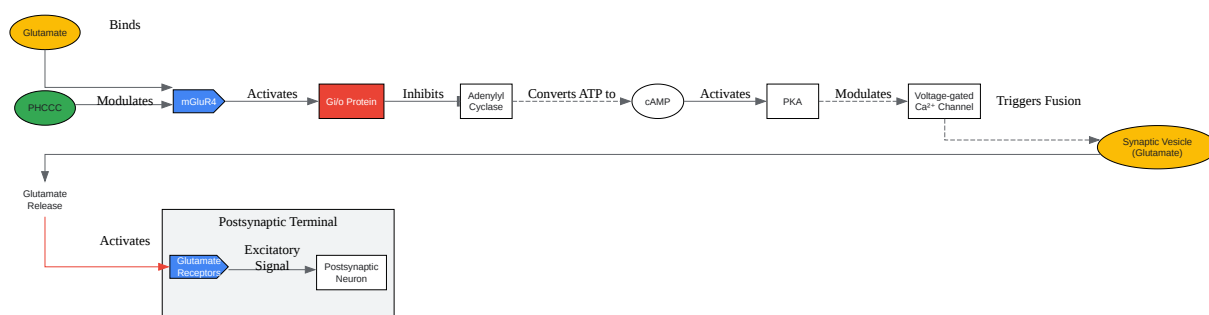 Glutamate
Binds
PHCCC
Modulates
mGluR4
Activates
Gi/o Protein
Inhibits
Adenylyl
Cyclase
Converts ATP to
cAMP
Activates
PKA
Modulates
Voltage-gated
Ca²⁺ Channel
Triggers Fusion
Synaptic Vesicle
(Glutamate)
Glutamate
Release
Activates
Postsynaptic Terminal
Glutamate
Receptors
Excitatory
Signal
Postsynaptic
Neuron